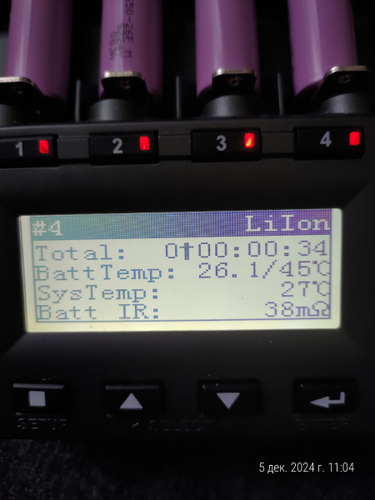 1 2 3 4
#4 LiIon
Total: 0†00:00:34
BattTemp: 26.1/45℃
SysTemp: 27℃
Batt IR: 38mΩ
SETUP
5 дек. 2024 г. 11:04